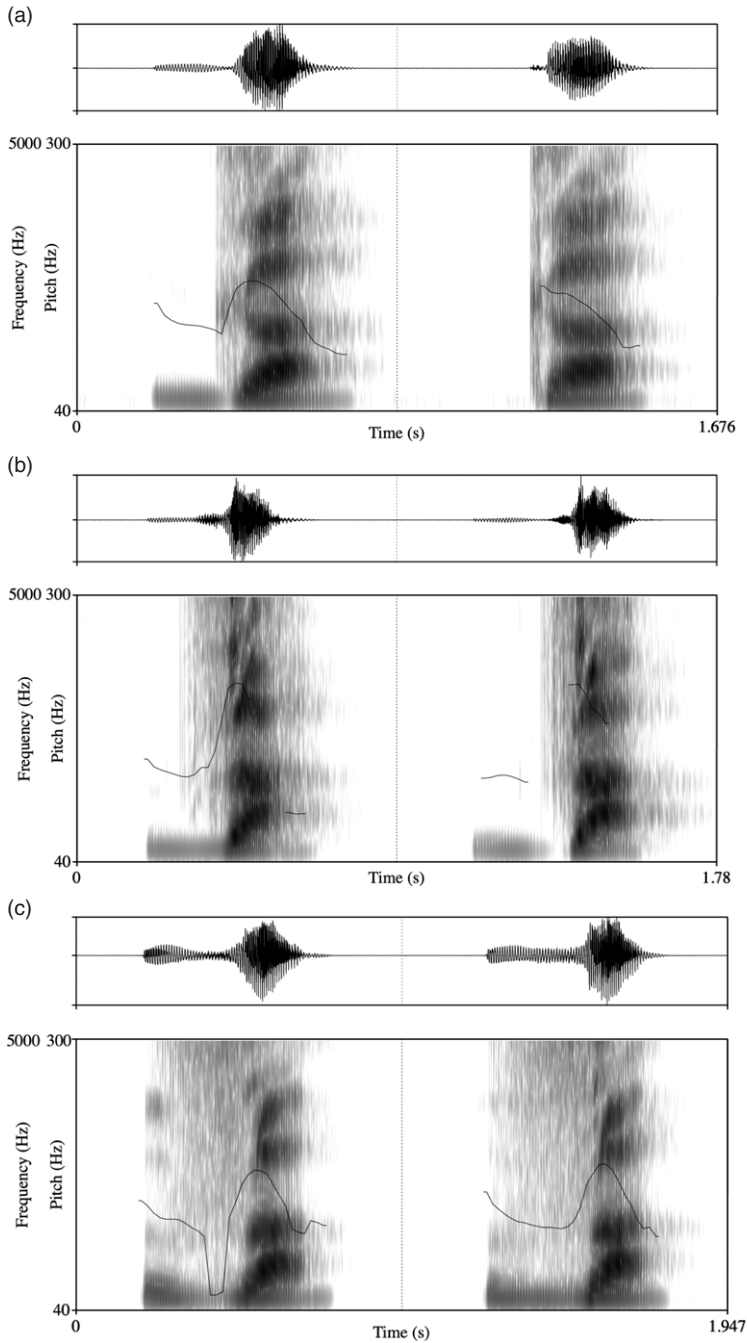 (a)
5000 300
Frequency (Hz)
Pitch (Hz)
40
0
Time (s)
1.676
(b)
5000 300
Frequency (Hz)
Pitch (Hz)
40
0
Time (s)
1.78
(c)
5000 300
Frequency (Hz)
Pitch (Hz)
40
0
Time (s)
1.947